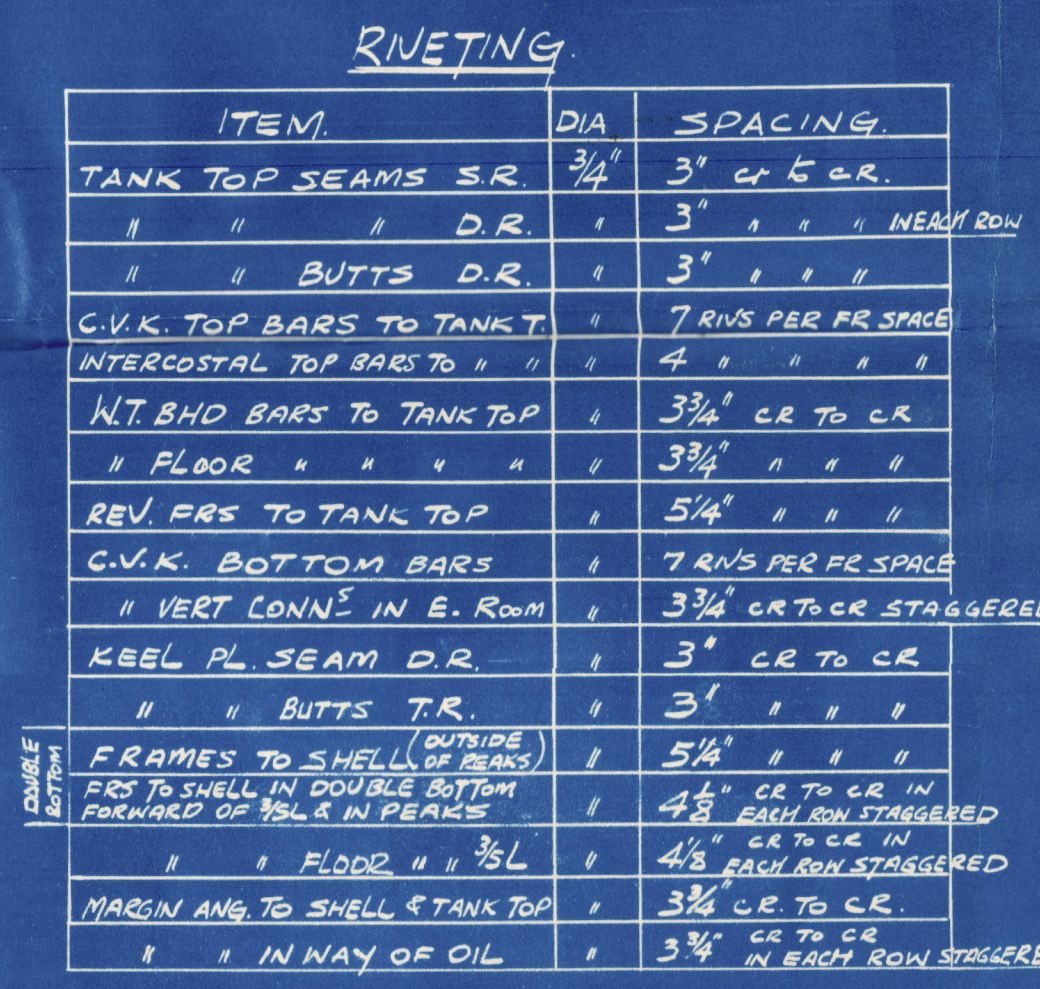 RIVETING.
ITEM. DIA SPACING.
TANK TOP SEAMS S.R. 3/4" 3" cr to CR.
" " " D.R. " 3" " " " IN EACH ROW
" " BUTTS D.R. " 3" " " "
C.V.K. TOP BARS TO TANK T. " 7 RIVS PER FR SPACE
INTERCOSTAL TOP BARS TO " " " 4 " " " "
W.T. BHD BARS TO TANK TOP " 3 3/4" CR TO CR
" FLOOR " " " " " 3 3/4" " " "
REV. FRS TO TANK TOP " 5 1/4" " " "
C.V.K. BOTTOM BARS " 7 RIVS PER FR SPACE
" VERT CONNS IN E. ROOM " 3 3/4" CR TO CR STAGGERED
KEEL PL. SEAM D.R. " 3" CR TO CR
" " BUTTS T.R. " 3" " " "
DOUBLE
BOTTOM
FRAMES TO SHELL (OUTSIDE OF PEAKS) " 5 1/4" " " "
FRS TO SHELL IN DOUBLE BOTTOM
FORWARD OF 3/5L & IN PEAKS " 4 1/8" CR TO CR IN
EACH ROW STAGGERED
" " FLOOR " " 3/5L " 4 1/8" CR TO CR IN
EACH ROW STAGGERED
MARGIN ANG. TO SHELL & TANK TOP " 3 3/4" CR. TO CR.
" " IN WAY OF OIL " 3 3/4" CR TO CR
IN EACH ROW STAGGERE